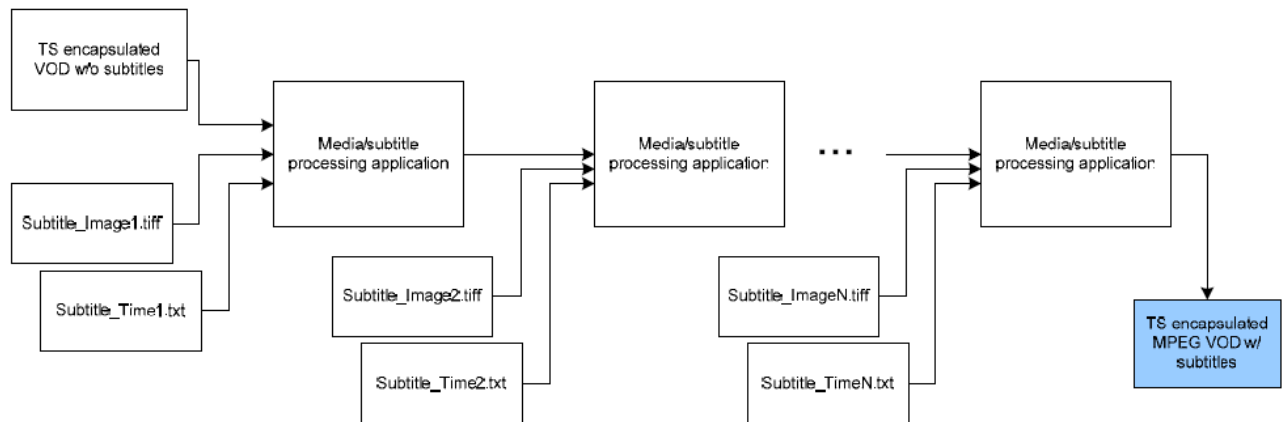 TS encapsulated
VOD w/o subtitles
Media/subtitle
processing application
Media/subtitle
processing application
...
Media/subtitle
processing application
Subtitle_Image1.tiff
Subtitle_Time1.txt
Subtitle_Image2.tiff
Subtitle_Time2.txt
Subtitle_ImageN.tiff
Subtitle_TimeN.txt
TS encapsulated
MPEG VOD w/
subtitles